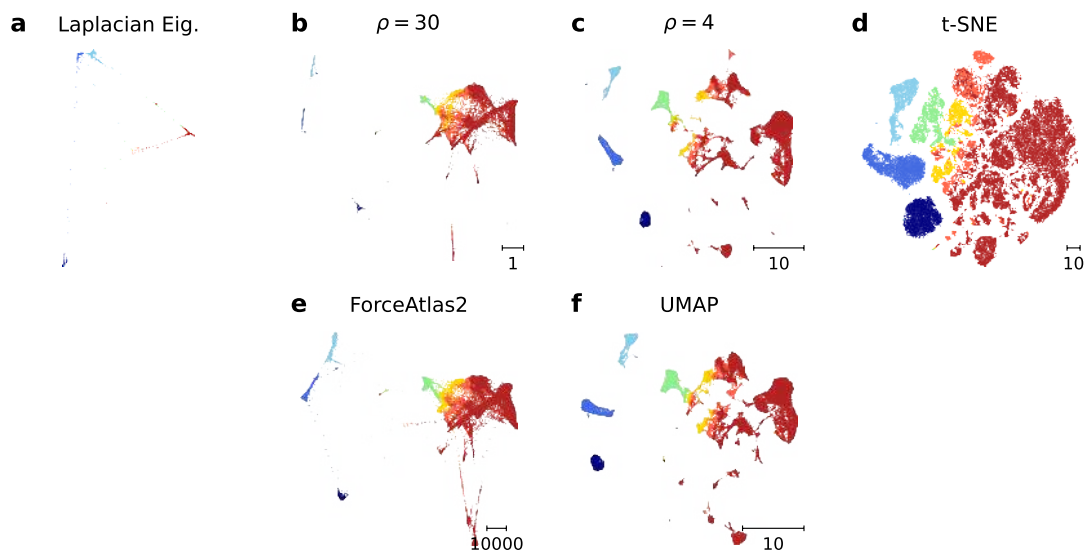 a Laplacian Eig.
b ρ = 30
c ρ = 4
d t-SNE
1
10
10
e ForceAtlas2
f UMAP
10000
10